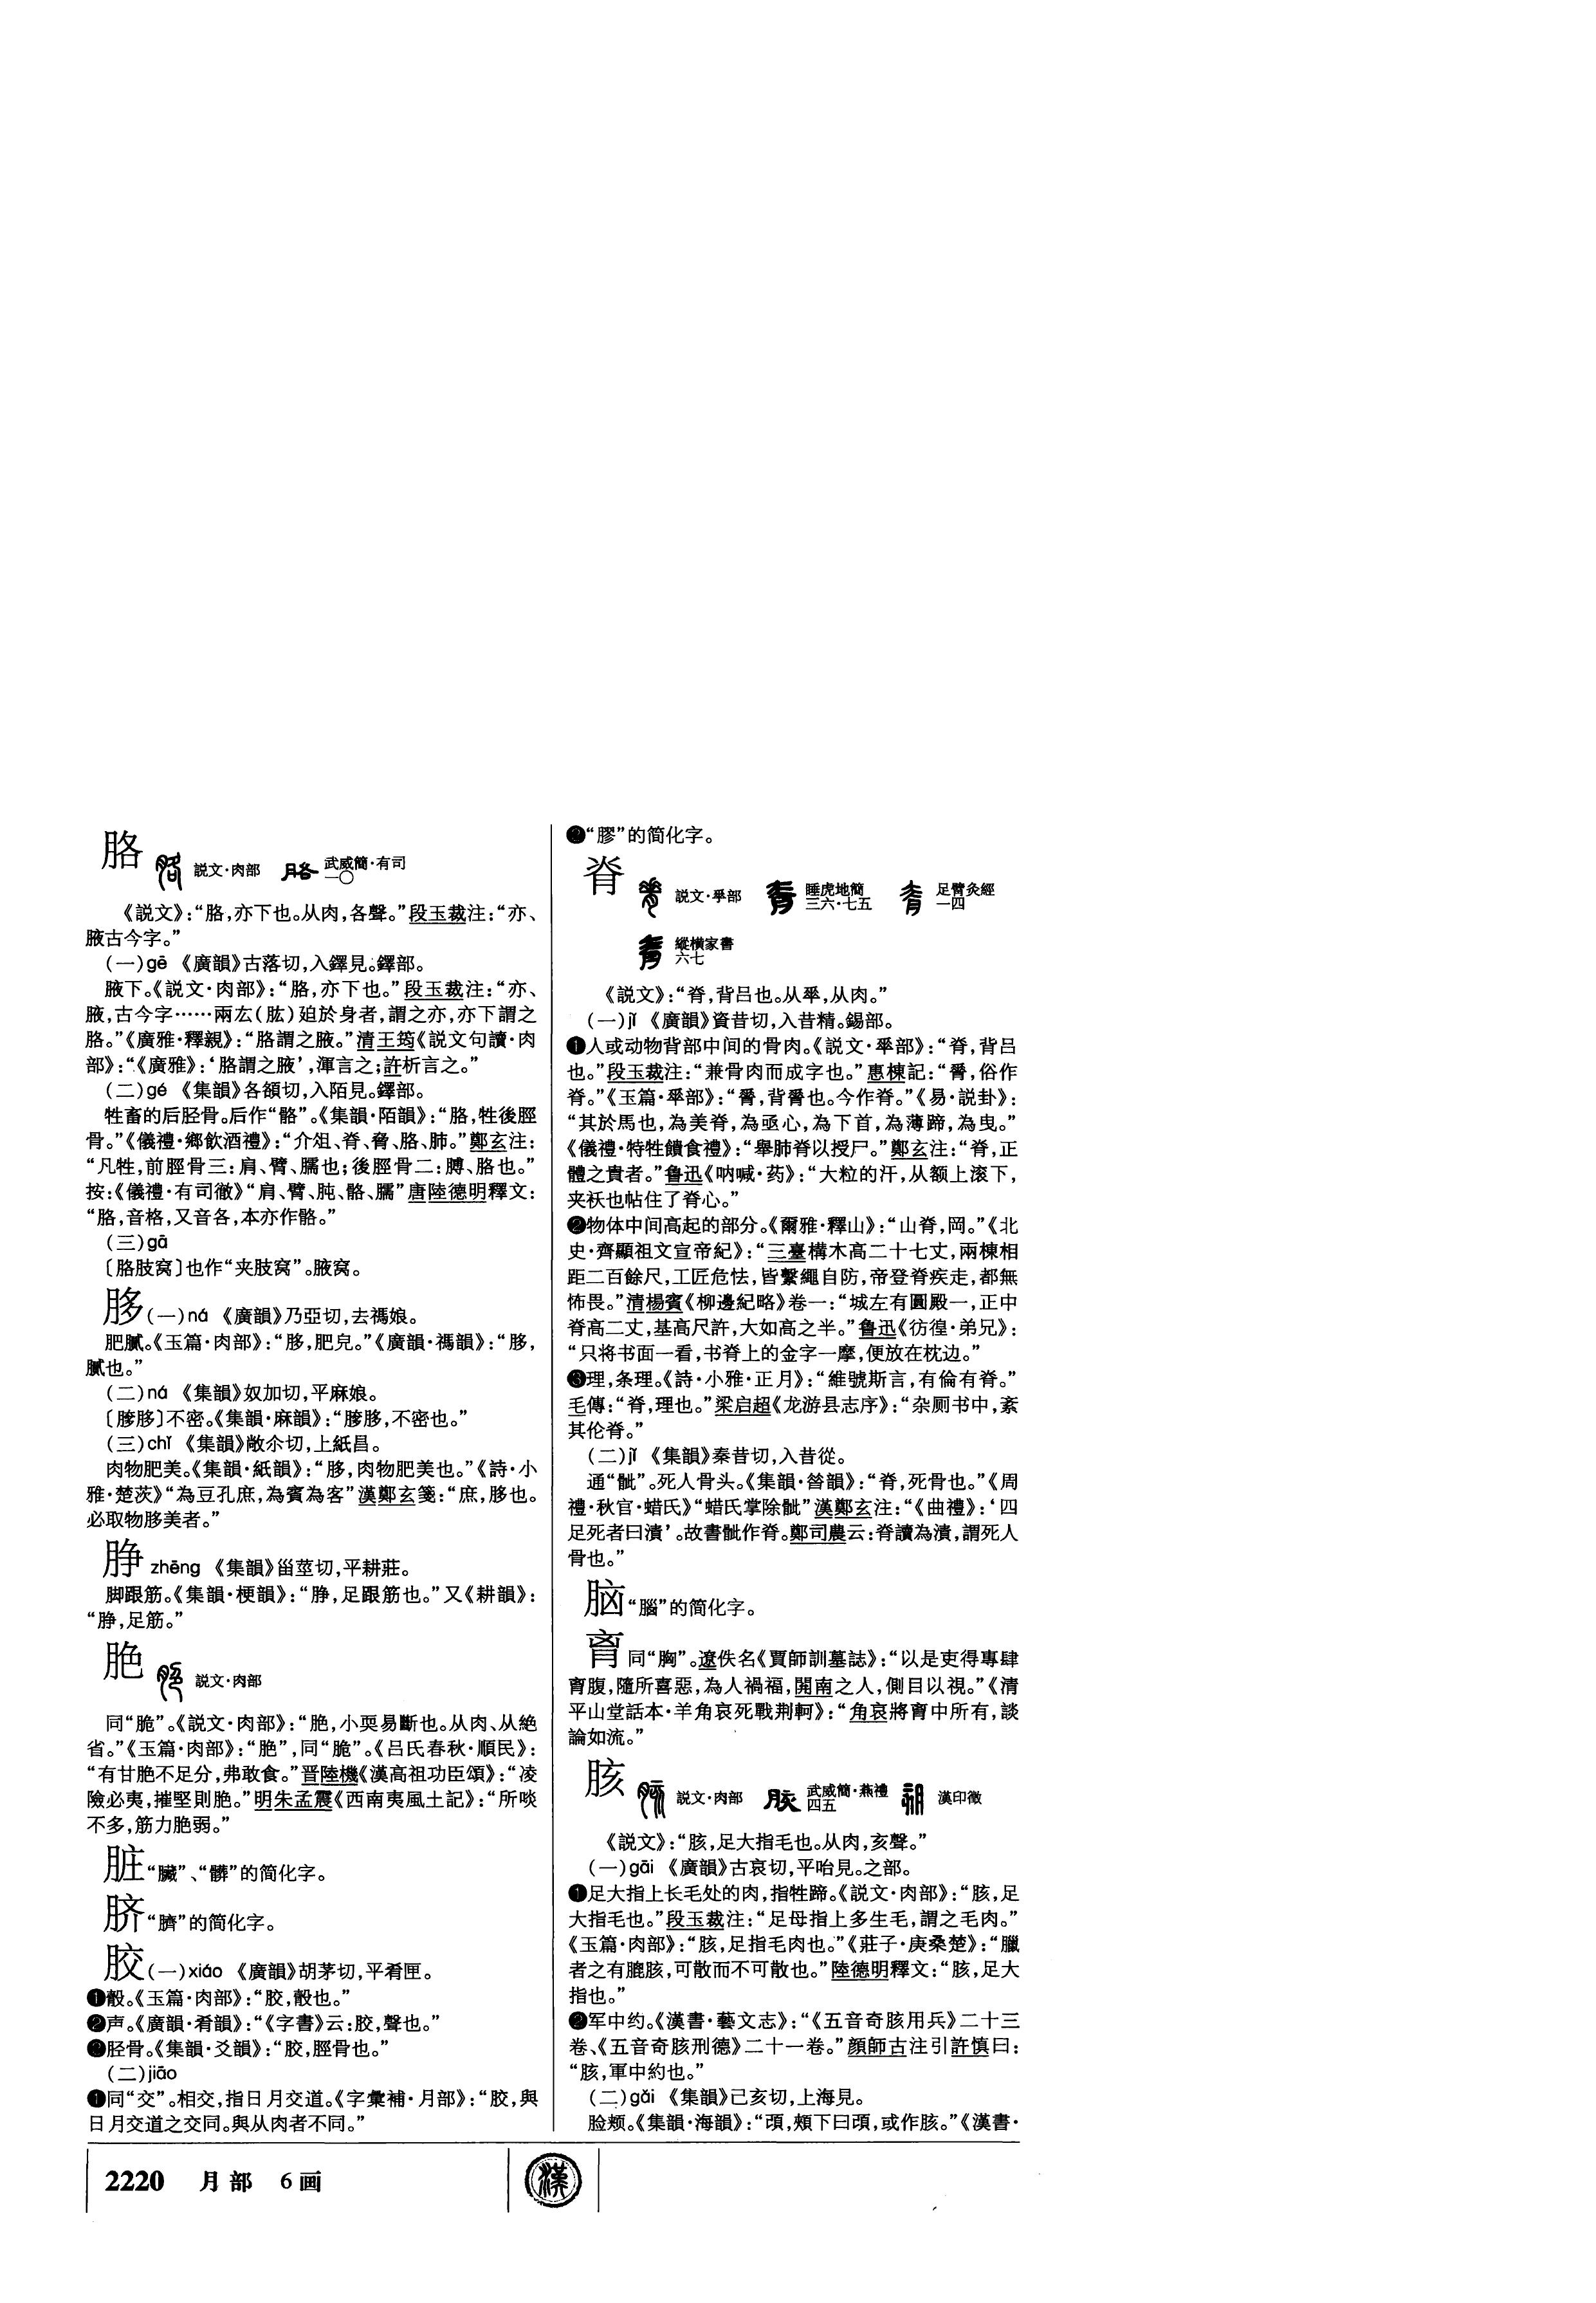 胳 説文·肉部 武威簡·有司一〇
《説文》：“胳，亦下也。从肉，各聲。”段玉裁注：“亦、
腋古今字。”
（一）gē 《廣韻》古落切，入鐸見。鐸部。
腋下。《説文·肉部》：“胳，亦下也。”段玉裁注：“亦、
腋，古今字……兩厷（肱）廹於身者，謂之亦，亦下謂之
胳。”《廣雅·釋親》：“胳謂之腋。”清王筠《説文句讀·肉
部》：“《廣雅》：‘胳謂之腋’，渾言之；許析言之。”
（二）gé 《集韻》各頟切，入陌見。鐸部。
牲畜的后胫骨。后作“骼”。《集韻·陌韻》：“胳，牲後脛
骨。”《儀禮·鄉飲酒禮》：“介俎、脊、脅、胳、肺。”鄭玄注：
“凡牲，前脛骨三：肩、臂、臑也；後脛骨二：膊、胳也。”
按：《儀禮·有司徹》“肩、臂、肫、骼、臑”唐陸德明釋文：
“胳，音格，又音各，本亦作骼。”
（三）gā
〔胳肢窝〕也作“夹肢窝”。腋窝。
胗（一）ná 《廣韻》乃亞切，去禡娘。
肥腻。《玉篇·肉部》：“胗，肥皃。”《廣韻·禡韻》：“胗，
膩也。”
（二）ná 《集韻》奴加切，平麻娘。
〔䐒胗〕不密。《集韻·麻韻》：“䐒胗，不密也。”
（三）chǐ 《集韻》敞尒切，上紙昌。
肉物肥美。《集韻·紙韻》：“胗，肉物肥美也。”《詩·小
雅·楚茨》“為豆孔庶，為賓為客”漢鄭玄箋：“庶，胗也。
必取物胗美者。”
脝 zhēng 《集韻》甾莖切，平耕莊。
脚跟筋。《集韻·梗韻》：“脝，足跟筋也。”又《耕韻》：
“脝，足筋。”
脃 説文·肉部
同“脆”。《説文·肉部》：“脃，小耎易斷也。从肉、从絶
省。”《玉篇·肉部》：“脃”，同“脆”。《吕氏春秋·順民》：
“有甘脃不足分，弗敢食。”晋陸機《漢高祖功臣頌》：“凌
險必夷，摧堅則脃。”明朱孟震《西南夷風土記》：“所啖
不多，筋力脃弱。”
脏“臟”、“髒”的简化字。
脐“臍”的简化字。
胶（一）xiáo 《廣韻》胡茅切，平肴匣。
❶骰。《玉篇·肉部》：“胶，骰也。”
❷声。《廣韻·肴韻》：“《字書》云：胶，聲也。”
❸胫骨。《集韻·爻韻》：“胶，脛骨也。”
（二）jiāo
❶同“交”。相交，指日月交道。《字彙補·月部》：“胶，與
日月交道之交同。與从肉者不同。”
❷“膠”的简化字。
脊 説文·𠦬部 睡虎地簡三六·七五 足臂灸經一四
縱横家書六七
《説文》：“脊，背吕也。从𠦬，从肉。”
（一）jǐ 《廣韻》資昔切，入昔精。錫部。
❶人或动物背部中间的骨肉。《説文·𠦬部》：“脊，背吕
也。”段玉裁注：“兼骨肉而成字也。”惠棟記：“膌，俗作
脊。”《玉篇·𠦬部》：“膌，背膂也。今作脊。”《易·説卦》：
“其於馬也，為美脊，為亟心，為下首，為薄蹄，為曳。”
《儀禮·特牲饋食禮》：“舉肺脊以授尸。”鄭玄注：“脊，正
體之貴者。”鲁迅《呐喊·药》：“大粒的汗，从额上滚下，
夹袄也帖住了脊心。”
❷物体中间高起的部分。《爾雅·釋山》：“山脊，岡。”《北
史·齊顯祖文宣帝紀》：“三臺構木高二十七丈，兩棟相
距二百餘尺，工匠危怯，皆繫繩自防，帝登脊疾走，都無
怖畏。”清楊賓《柳邊紀略》卷一：“城左有圓殿一，正中
脊高二丈，基高尺許，大如高之半。”鲁迅《彷徨·弟兄》：
“只将书面一看，书脊上的金字一摩，便放在枕边。”
❸理，条理。《詩·小雅·正月》：“維號斯言，有倫有脊。”
毛傳：“脊，理也。”梁启超《龙游县志序》：“杂厕书中，紊
其伦脊。”
（二）jǐ 《集韻》秦昔切，入昔從。
通“骴”。死人骨头。《集韻·㫺韻》：“脊，死骨也。”《周
禮·秋官·蜡氏》“蜡氏掌除骴”漢鄭玄注：“《曲禮》：‘四
足死者曰漬’。故書骴作脊。鄭司農云：脊讀為漬，謂死人
骨也。”
脑“腦”的简化字。
㐫同“胸”。遼佚名《賈師訓墓誌》：“以是吏得專肆
腹，隨所喜惡，為人禍福，閧南之人，側目以視。”《清
平山堂話本·羊角哀死戰荆軻》：“角哀將中所有，談
論如流。”
胲 説文·肉部 武威簡·燕禮四五 漢印徵
《説文》：“胲，足大指毛也。从肉，亥聲。”
（一）gāi 《廣韻》古哀切，平咍見。之部。
❶足大指上长毛处的肉，指牲蹄。《説文·肉部》：“胲，足
大指毛也。”段玉裁注：“足母指上多生毛，謂之毛肉。”
《玉篇·肉部》：“胲，足指毛肉也。”《莊子·庚桑楚》：“臘
者之有膍胲，可散而不可散也。”陸德明釋文：“胲，足大
指也。”
❷军中约。《漢書·藝文志》：“《五音奇胲用兵》二十三
卷、《五音奇胲刑德》二十一卷。”顔師古注引許慎曰：
“胲，軍中約也。”
（二）gǎi 《集韻》己亥切，上海見。
脸颊。《集韻·海韻》：“䪱，頰下曰䪱，或作胲。”《漢書·
2220 月部 6画
漢